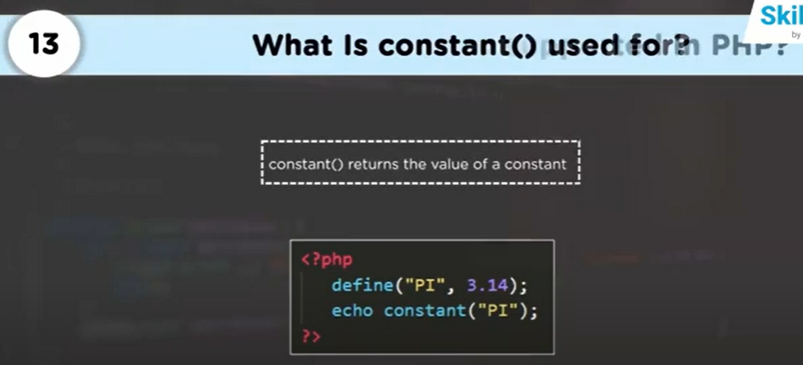 Skil
by
13
What Is constant() used for?
PHP?
constant() returns the value of a constant
<?php
define("PI", 3.14);
echo constant("PI");
?>